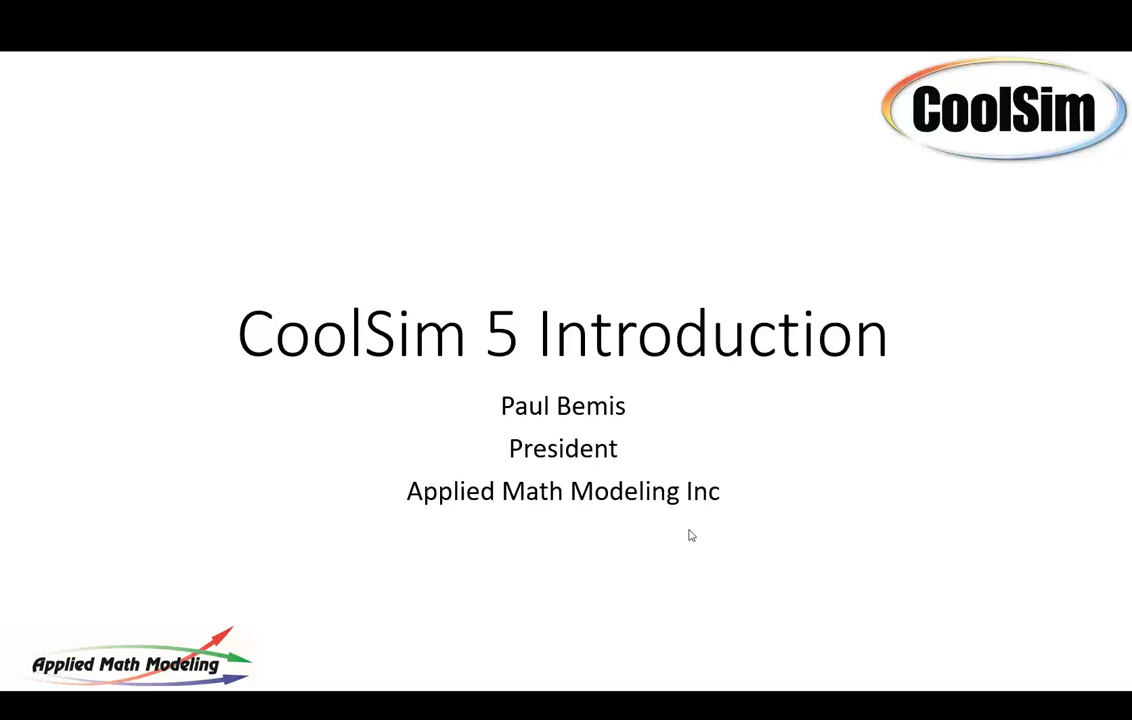 CoolSim
CoolSim 5 Introduction
Paul Bemis
President
Applied Math Modeling Inc
Applied Math Modeling